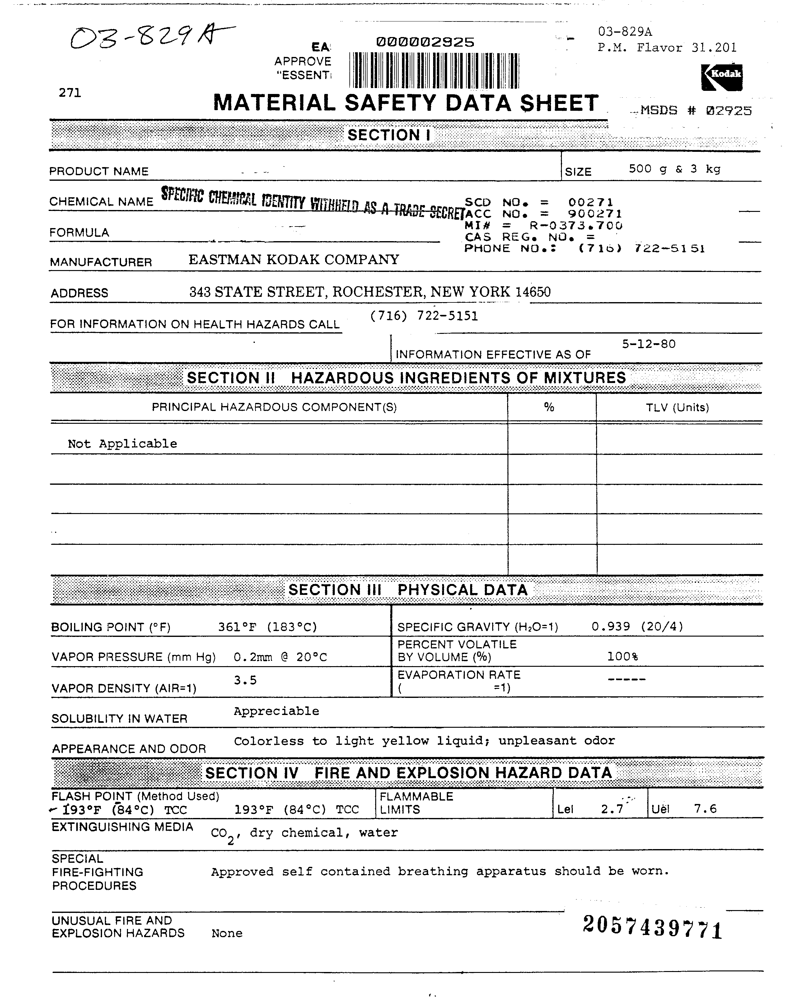 03-829A
EA
000002925
03-829A
APPROVE
P.M. Flavor 31.201
"ESSENT
Kodak
271
MATERIAL SAFETY DATA SHEET
MSDS # 02925
SECTION I
PRODUCT NAME
SIZE 500 g & 3 kg
CHEMICAL NAME SPECIFIC CHEMICAL IDENTITY WITHHELD AS A TRADE SECRET
SCD NO. = 00271
ACC NO. = 900271
FORMULA
MI# = R-0373.700
CAS REG. NO. =
PHONE NO.: (716) 722-5151
MANUFACTURER EASTMAN KODAK COMPANY
ADDRESS 343 STATE STREET, ROCHESTER, NEW YORK 14650
FOR INFORMATION ON HEALTH HAZARDS CALL (716) 722-5151
INFORMATION EFFECTIVE AS OF 5-12-80
SECTION II HAZARDOUS INGREDIENTS OF MIXTURES
PRINCIPAL HAZARDOUS COMPONENT(S) % TLV (Units)
Not Applicable
SECTION III PHYSICAL DATA
BOILING POINT (°F) 361°F (183°C) SPECIFIC GRAVITY (H2O=1) 0.939 (20/4)
VAPOR PRESSURE (mm Hg) 0.2mm @ 20°C
PERCENT VOLATILE
BY VOLUME (%) 100%
VAPOR DENSITY (AIR=1) 3.5
EVAPORATION RATE
( =1) -----
SOLUBILITY IN WATER Appreciable
APPEARANCE AND ODOR Colorless to light yellow liquid; unpleasant odor
SECTION IV FIRE AND EXPLOSION HAZARD DATA
FLASH POINT (Method Used)
193°F (84°C) TCC 193°F (84°C) TCC
FLAMMABLE
LIMITS Lel 2.7 Uel 7.6
EXTINGUISHING MEDIA CO2, dry chemical, water
SPECIAL
FIRE-FIGHTING Approved self contained breathing apparatus should be worn.
PROCEDURES
UNUSUAL FIRE AND
EXPLOSION HAZARDS None
2057439771